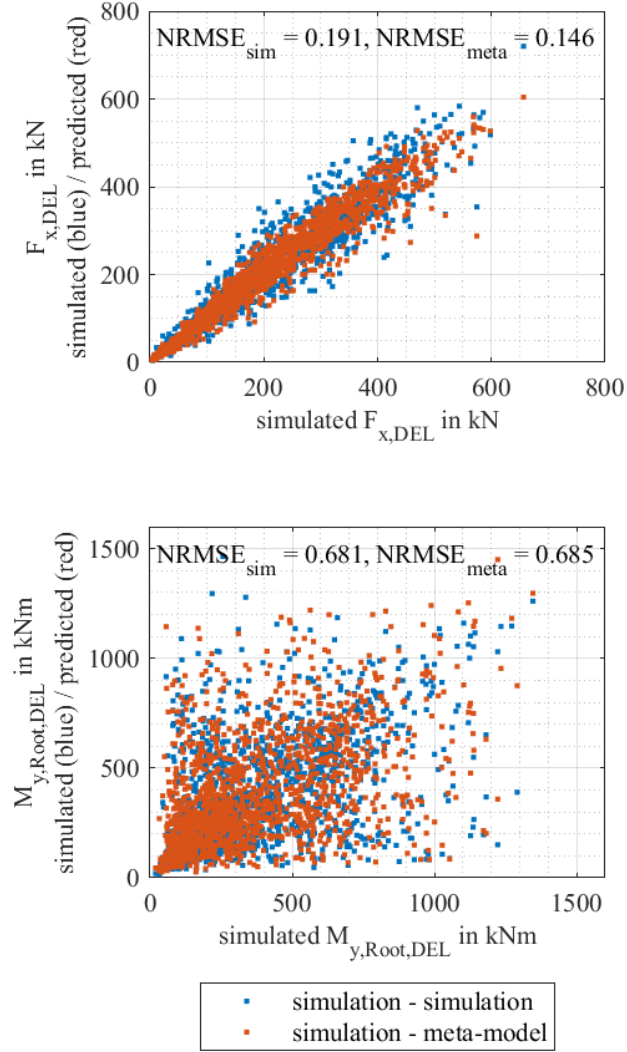 NRMSE_sim = 0.191, NRMSE_meta = 0.146
800
600
400
200
0
F_x,DEL in kN
simulated (blue) / predicted (red)
0 200 400 600 800
simulated F_x,DEL in kN
NRMSE_sim = 0.681, NRMSE_meta = 0.685
1500
1000
500
0
M_y,Root,DEL in kNm
simulated (blue) / predicted (red)
0 500 1000 1500
simulated M_y,Root,DEL in kNm
simulation - simulation
simulation - meta-model